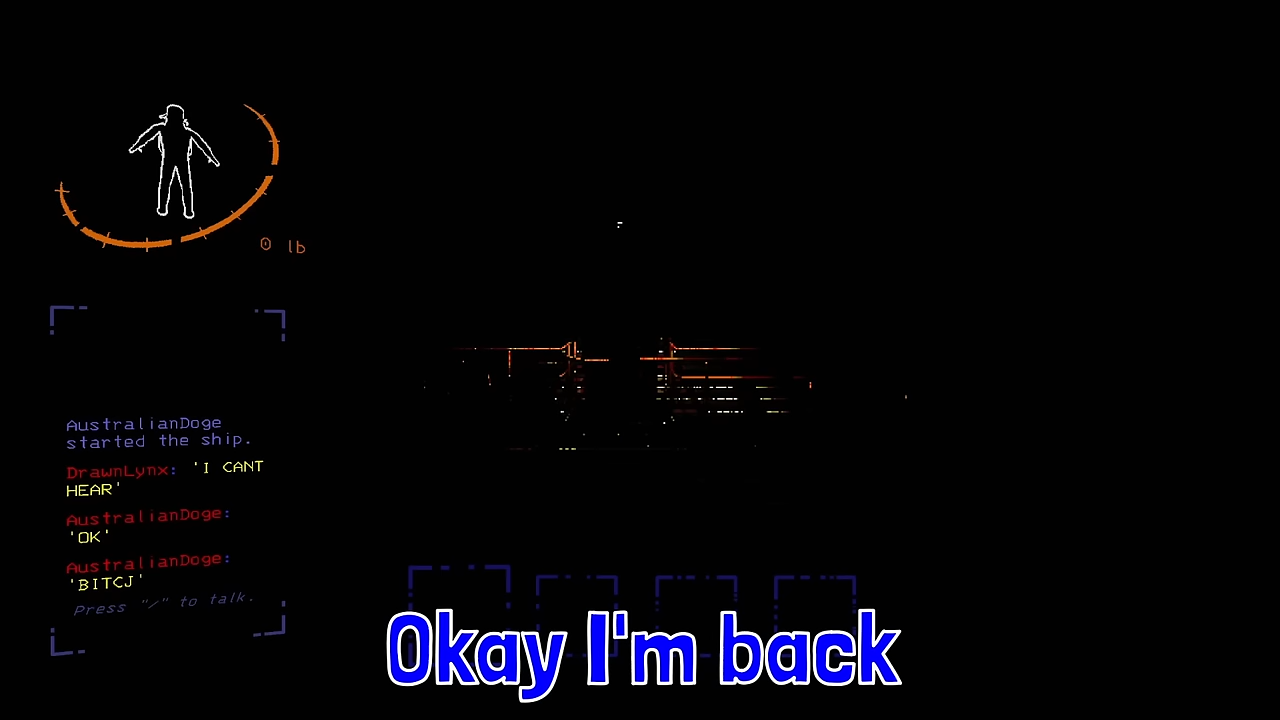 0 lb
AustralianDoge
started the ship.
DrawnLynx: 'I CANT
HEAR'
AustralianDoge:
'OK'
AustralianDoge:
'BITCJ'
Press "/" to talk.
Okay I'm back